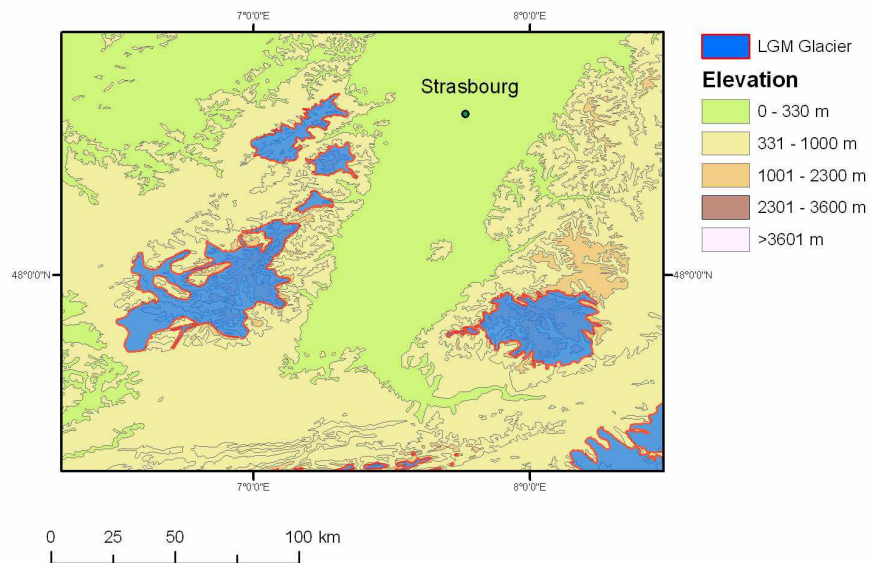 7°0'0"E 8°0'0"E
LGM Glacier
Elevation
0 - 330 m
331 - 1000 m
1001 - 2300 m
2301 - 3600 m
>3601 m
Strasbourg
48°0'0"N 48°0'0"N
7°0'0"E 8°0'0"E
0 25 50 100 km